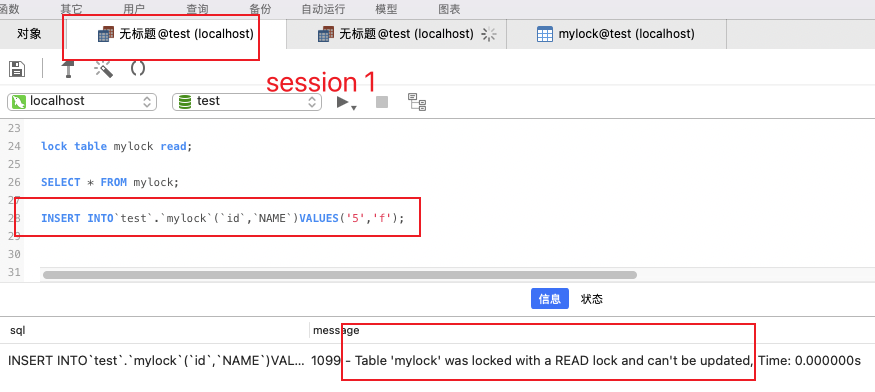 函数 其它 用户 查询 备份 自动运行 模型 图表
对象 无标题@test (localhost) 无标题@test (localhost) mylock@test (localhost)
session 1
localhost test
23
24 lock table mylock read;
25
26 SELECT * FROM mylock;
27
28 INSERT INTO`test`.`mylock`(`id`,`NAME`)VALUES('5','f');
29
30
31
信息 状态
sql message
INSERT INTO`test`.`mylock`(`id`,`NAME`)VAL... 1099 - Table 'mylock' was locked with a READ lock and can't be updated, Time: 0.000000s